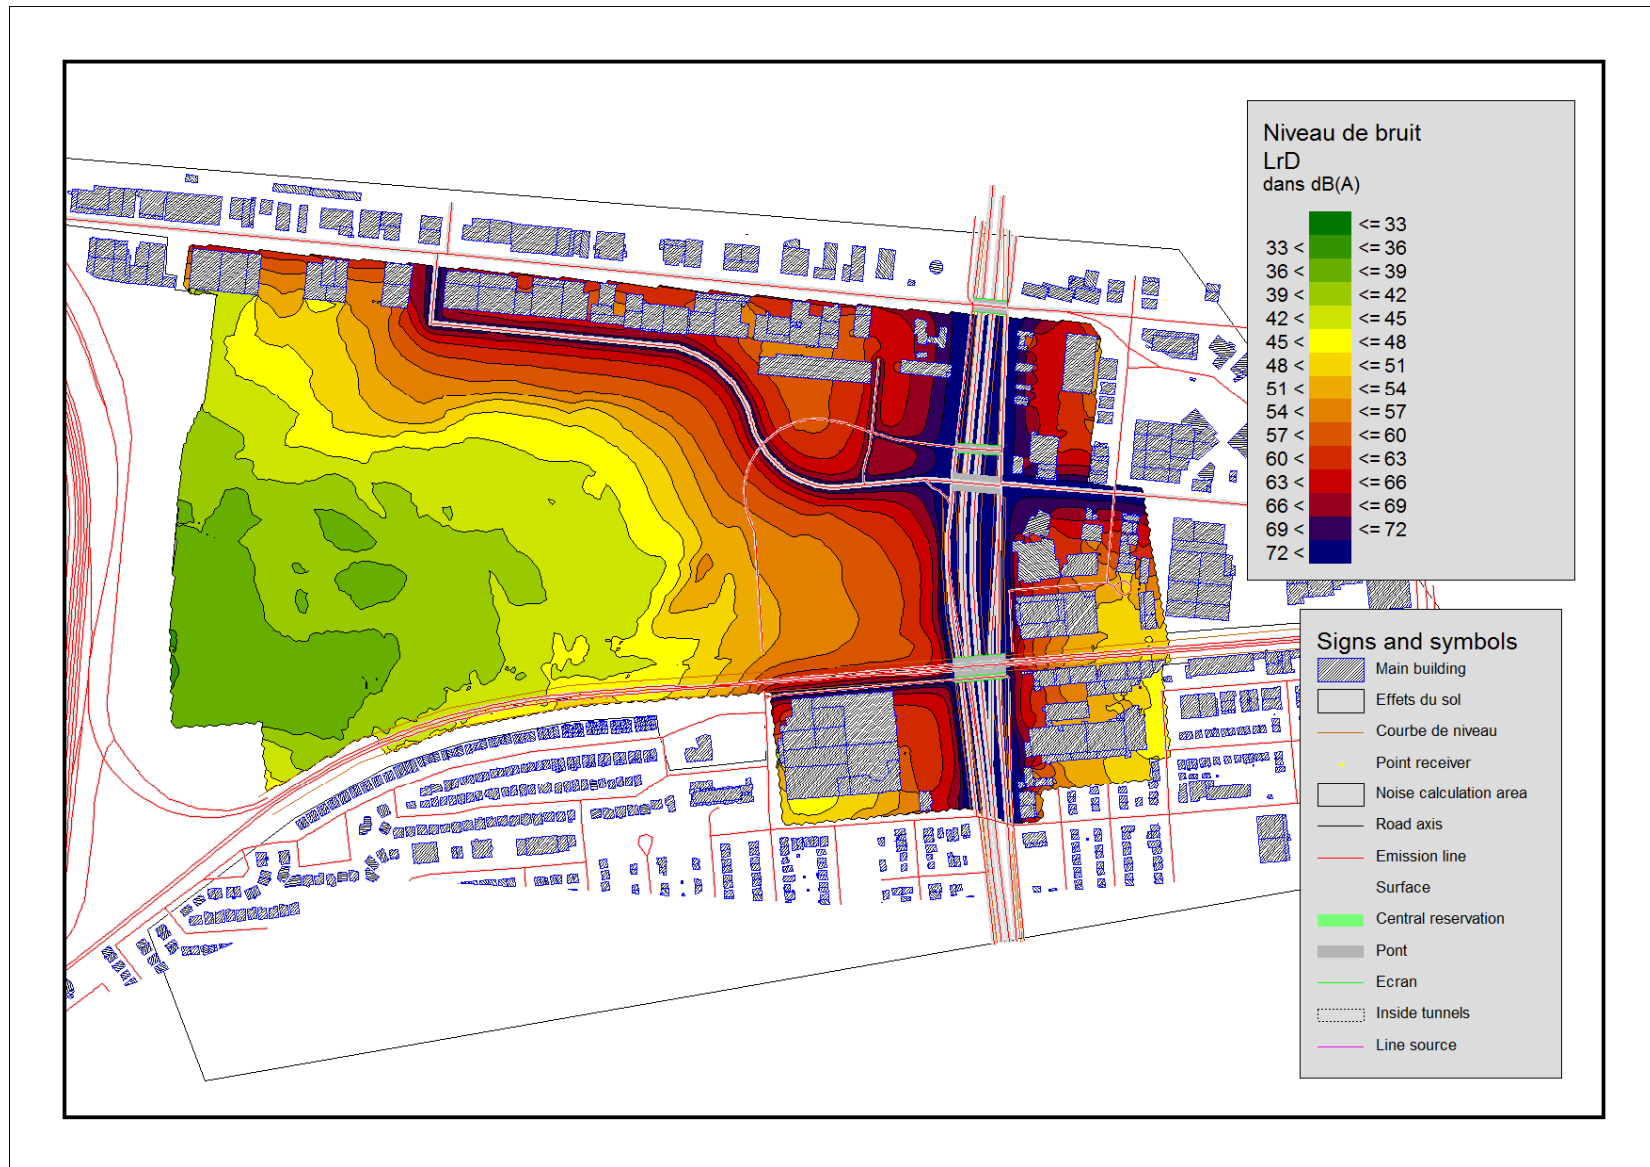 Niveau de bruit
LrD
dans dB(A)
<= 33
33 < <= 36
36 < <= 39
39 < <= 42
42 < <= 45
45 < <= 48
48 < <= 51
51 < <= 54
54 < <= 57
57 < <= 60
60 < <= 63
63 < <= 66
66 < <= 69
69 < <= 72
72 <
Signs and symbols
Main building
Effets du sol
Courbe de niveau
Point receiver
Noise calculation area
Road axis
Emission line
Surface
Central reservation
Pont
Ecran
Inside tunnels
Line source